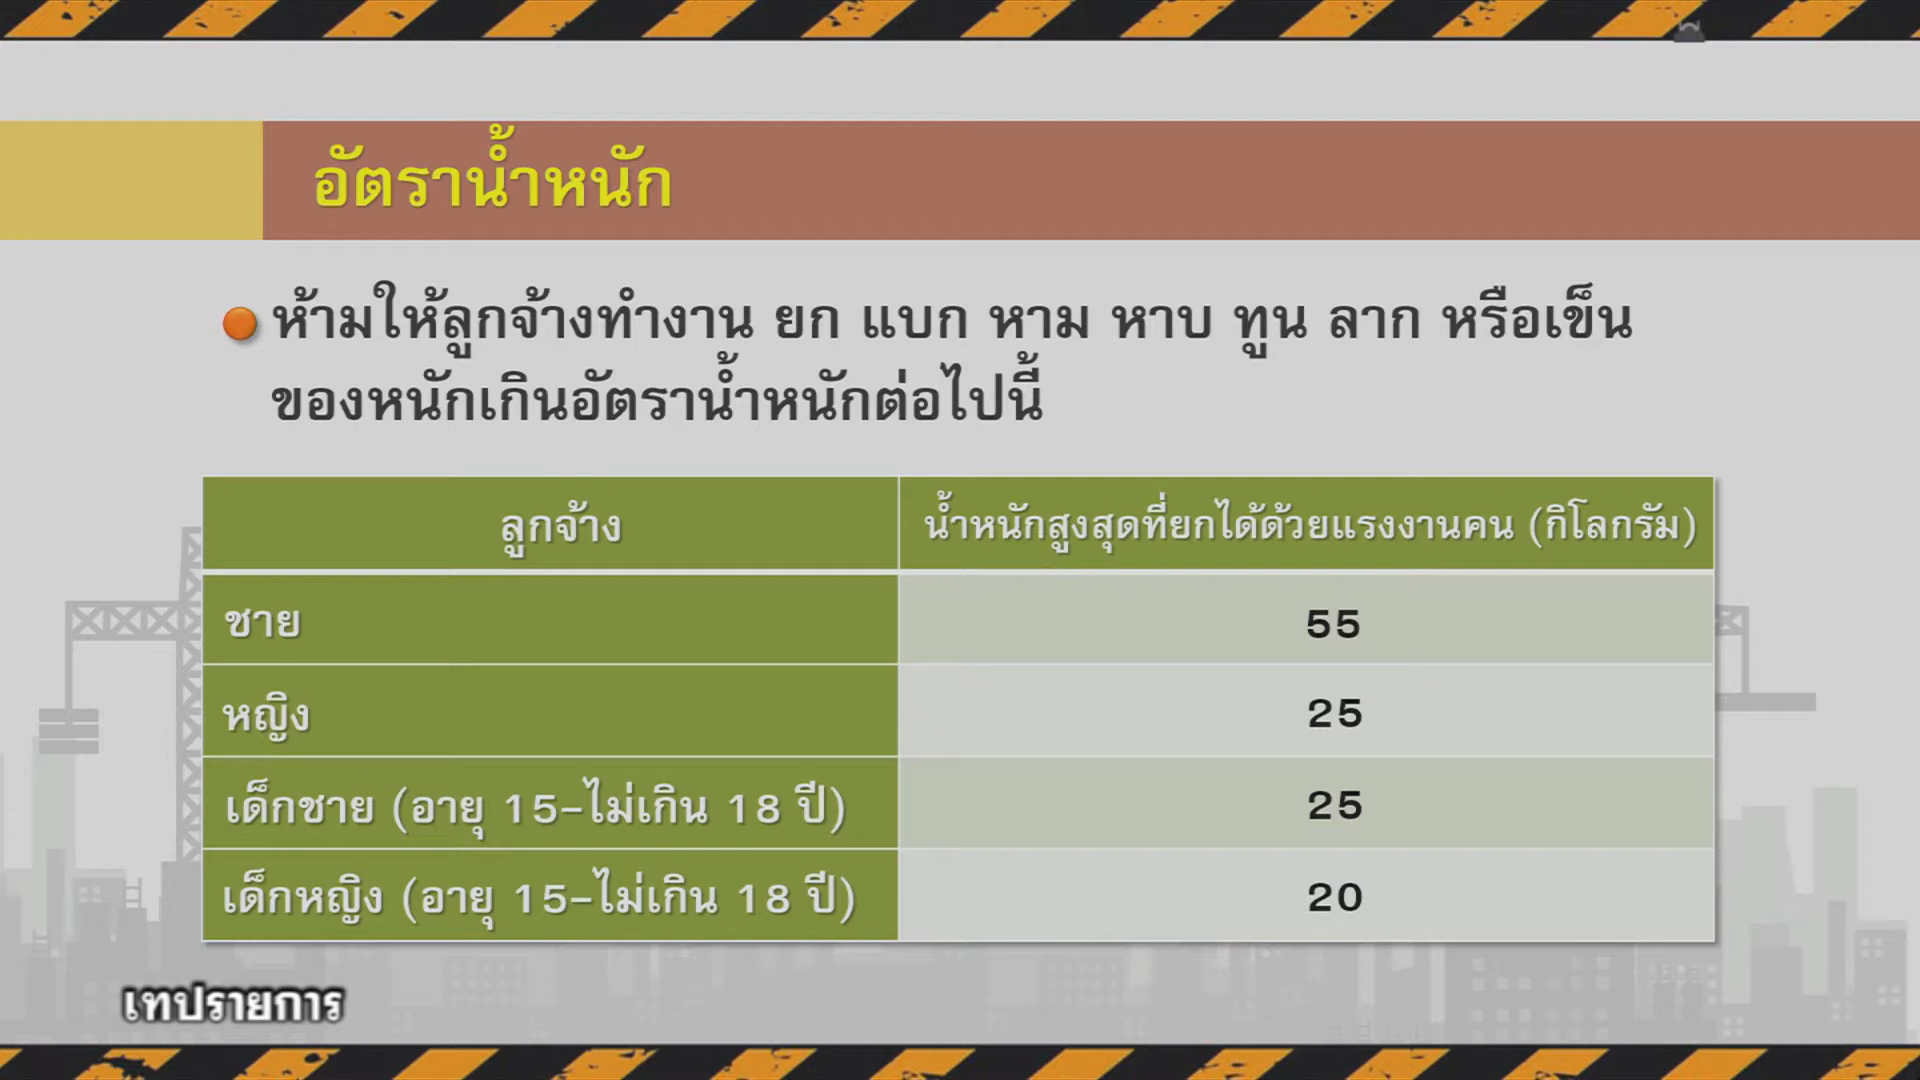 อัตราน้ำหนัก
ห้ามให้ลูกจ้างทำงาน ยก แบก หาม หาบ ทูน ลาก หรือเข็น
ของหนักเกินอัตราน้ำหนักต่อไปนี้
ลูกจ้าง น้ำหนักสูงสุดที่ยกได้ด้วยแรงงานคน (กิโลกรัม)
ชาย 55
หญิง 25
เด็กชาย (อายุ 15-ไม่เกิน 18 ปี) 25
เด็กหญิง (อายุ 15-ไม่เกิน 18 ปี) 20
เทปรายการ